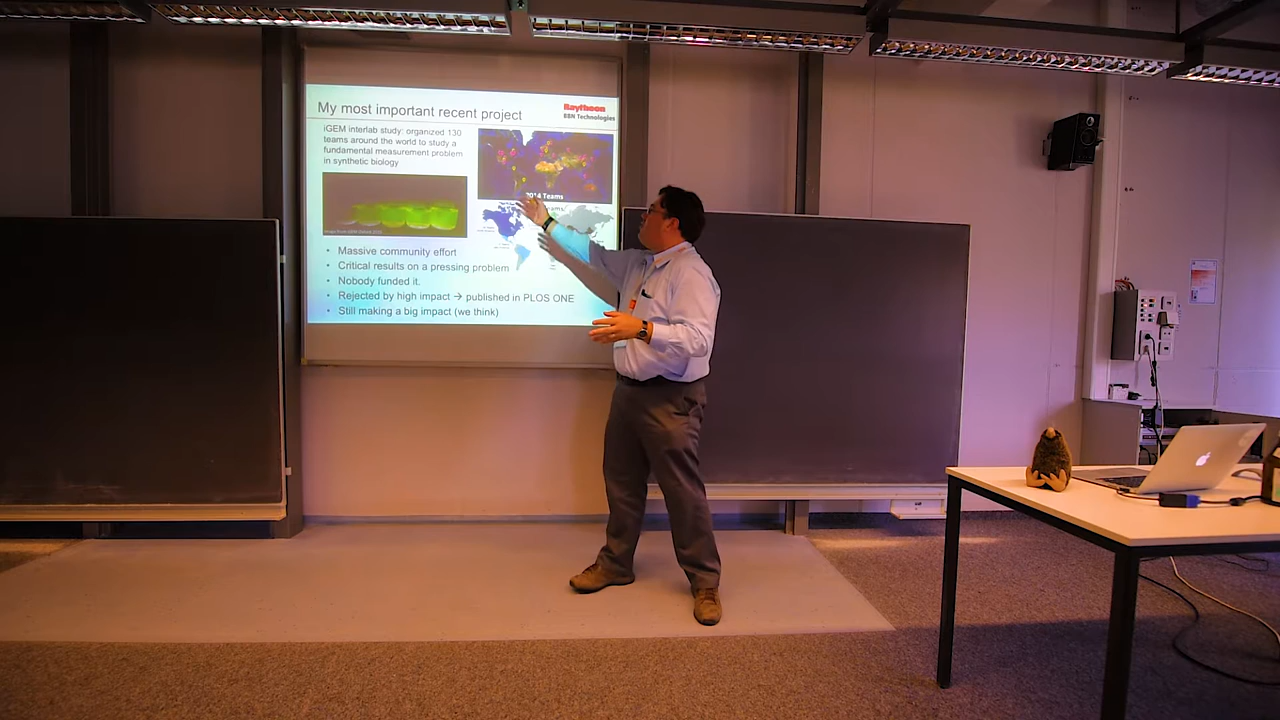 My most important recent project
Raytheon
BBN Technologies
iGEM interlab study: organized 130
teams around the world to study a
fundamental measurement problem
in synthetic biology
2014 Teams
• Massive community effort
• Critical results on a pressing problem
• Nobody funded it.
• Rejected by high impact → published in PLOS ONE
• Still making a big impact (we think)